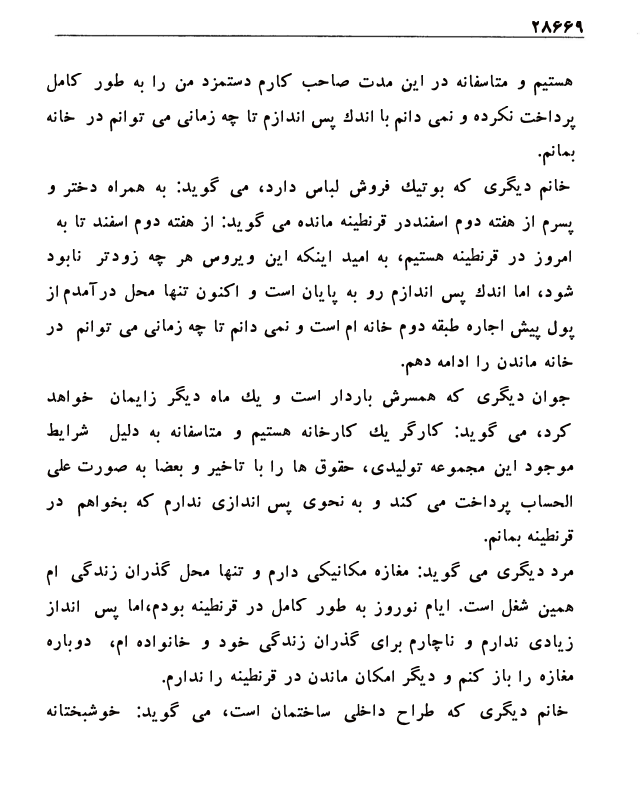 ۲۸۶۶۹
هستیم و متاسفانه در این مدت صاحب کارم دستمزد من را به طور کامل
پرداخت نکرده و نمی دانم با اندك پس اندازم تا چه زمانی می توانم در خانه
بمانم.
خانم دیگری که بوتیك فروش لباس دارد، می گوید: به همراه دختر و
پسرم از هفته دوم اسفنددر قرنطینه مانده می گوید: از هفته دوم اسفند تا به
امروز در قرنطینه هستیم، به امید اینکه این ویروس هر چه زودتر نابود
شود، اما اندك پس اندازم رو به پایان است و اکنون تنها محل درآمدم از
پول پیش اجاره طبقه دوم خانه ام است و نمی دانم تا چه زمانی می توانم در
خانه ماندن را ادامه دهم.
جوان دیگری که همسرش باردار است و یك ماه دیگر زایمان خواهد
کرد، می گوید: کارگر یك کارخانه هستیم و متاسفانه به دلیل شرایط
موجود این مجموعه تولیدی، حقوق ها را با تاخیر و بعضا به صورت علی
الحساب پرداخت می کند و به نحوی پس اندازی ندارم که بخواهم در
قرنطینه بمانم.
مرد دیگری می گوید: مغازه مکانیکی دارم و تنها محل گذران زندگی ام
همین شغل است. ایام نوروز به طور کامل در قرنطینه بودم،اما پس انداز
زیادی ندارم و ناچارم برای گذران زندگی خود و خانواده ام، دوباره
مغازه را باز کنم و دیگر امکان ماندن در قرنطینه را ندارم.
خانم دیگری که طراح داخلی ساختمان است، می گوید: خوشبختانه